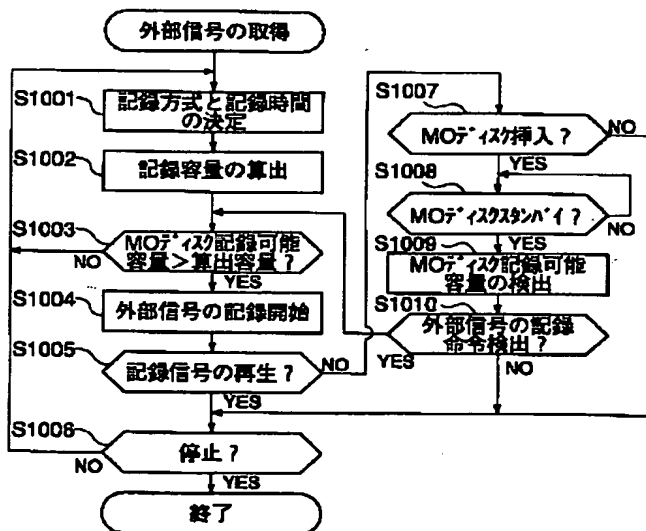 外部信号の取得
S1001
記録方式と記録時間
の決定
S1002
記録容量の算出
S1003
MOディスク記録可能
容量>算出容量?
NO
YES
S1004
外部信号の記録開始
S1005
記録信号の再生?
NO
YES
S1006
停止?
NO
YES
終了
S1007
MOディスク挿入?
NO
YES
S1008
MOディスクスタンバイ?
NO
YES
S1009
MOディスク記録可能
容量の検出
S1010
外部信号の記録
命令検出?
YES
NO